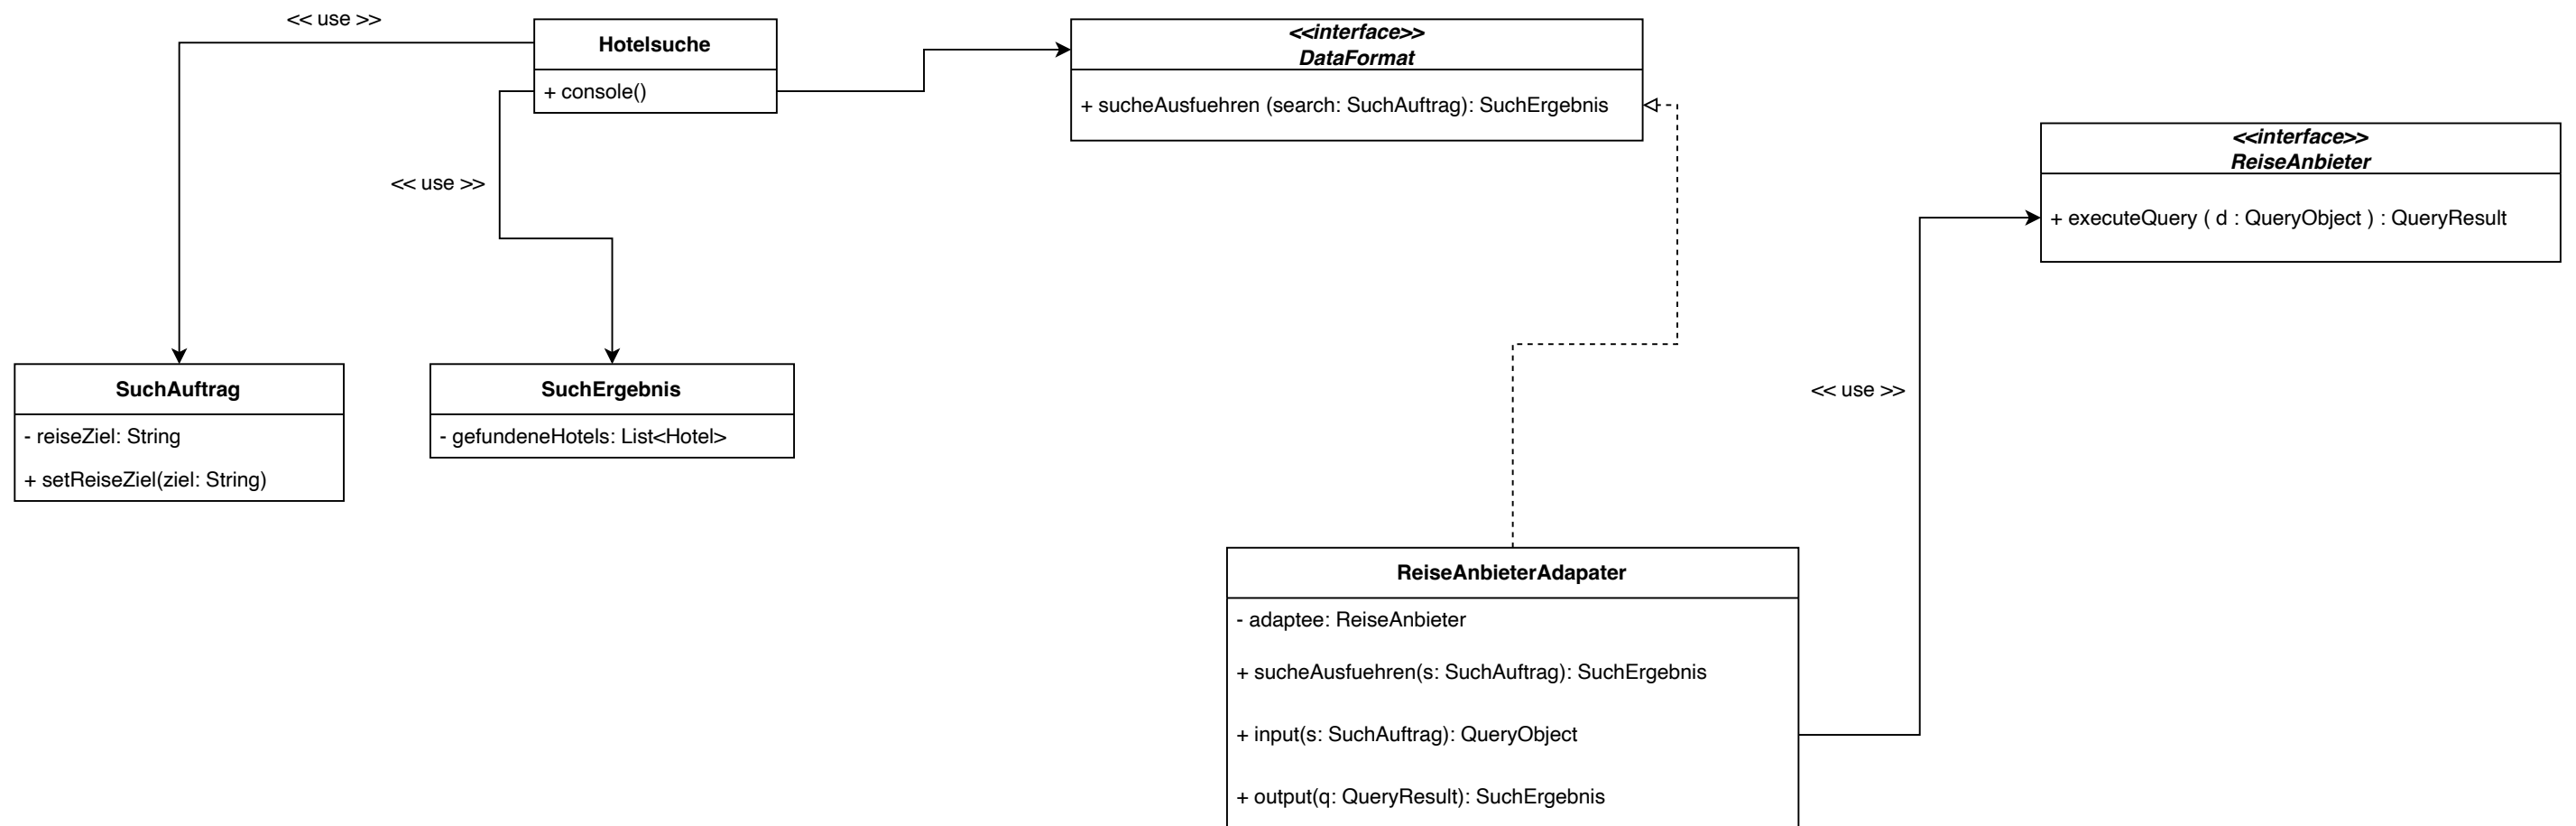 << use >>
Hotelsuche
+ console()
<<interface>>
DataFormat
+ sucheAusfuehren (search: SuchAuftrag): SuchErgebnis
<<interface>>
ReiseAnbieter
+ executeQuery ( d : QueryObject ) : QueryResult
<< use >>
SuchAuftrag
- reiseZiel: String
+ setReiseZiel(ziel: String)
SuchErgebnis
- gefundeneHotels: List<Hotel>
<< use >>
ReiseAnbieterAdapater
- adaptee: ReiseAnbieter
+ sucheAusfuehren(s: SuchAuftrag): SuchErgebnis
+ input(s: SuchAuftrag): QueryObject
+ output(q: QueryResult): SuchErgebnis